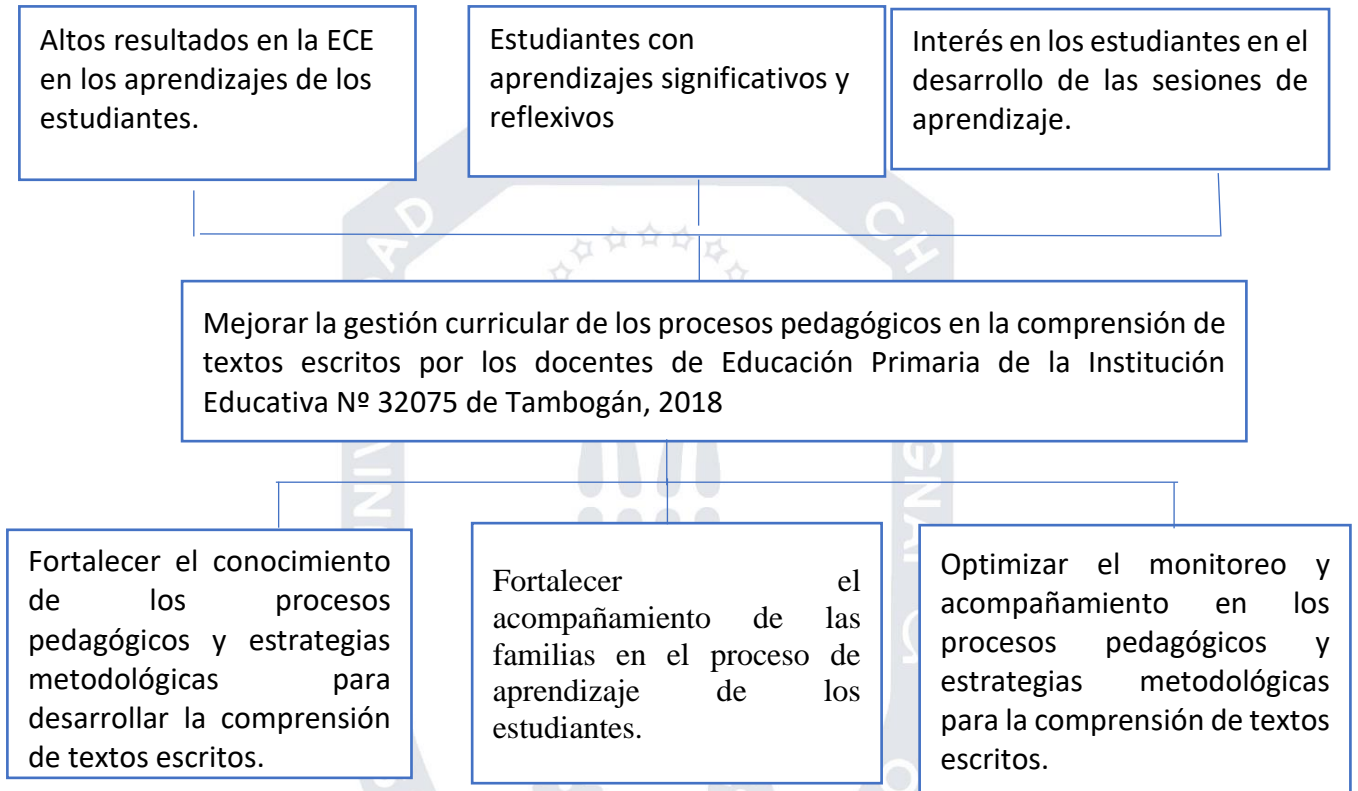 Altos resultados en la ECE
en los aprendizajes de los
estudiantes.
Estudiantes con
aprendizajes significativos y
reflexivos
Interés en los estudiantes en el
desarrollo de las sesiones de
aprendizaje.
Mejorar la gestión curricular de los procesos pedagógicos en la comprensión de
textos escritos por los docentes de Educación Primaria de la Institución
Educativa Nº 32075 de Tambogán, 2018
Fortalecer el conocimiento
de los procesos
pedagógicos y estrategias
metodológicas para
desarrollar la comprensión
de textos escritos.
Fortalecer el
acompañamiento de las
familias en el proceso de
aprendizaje de los
estudiantes.
Optimizar el monitoreo y
acompañamiento en los
procesos pedagógicos y
estrategias metodológicas
para la comprensión de textos
escritos.